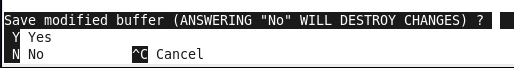 Save modified buffer (ANSWERING "No" WILL DESTROY CHANGES) ?
Y Yes
N No ^C Cancel